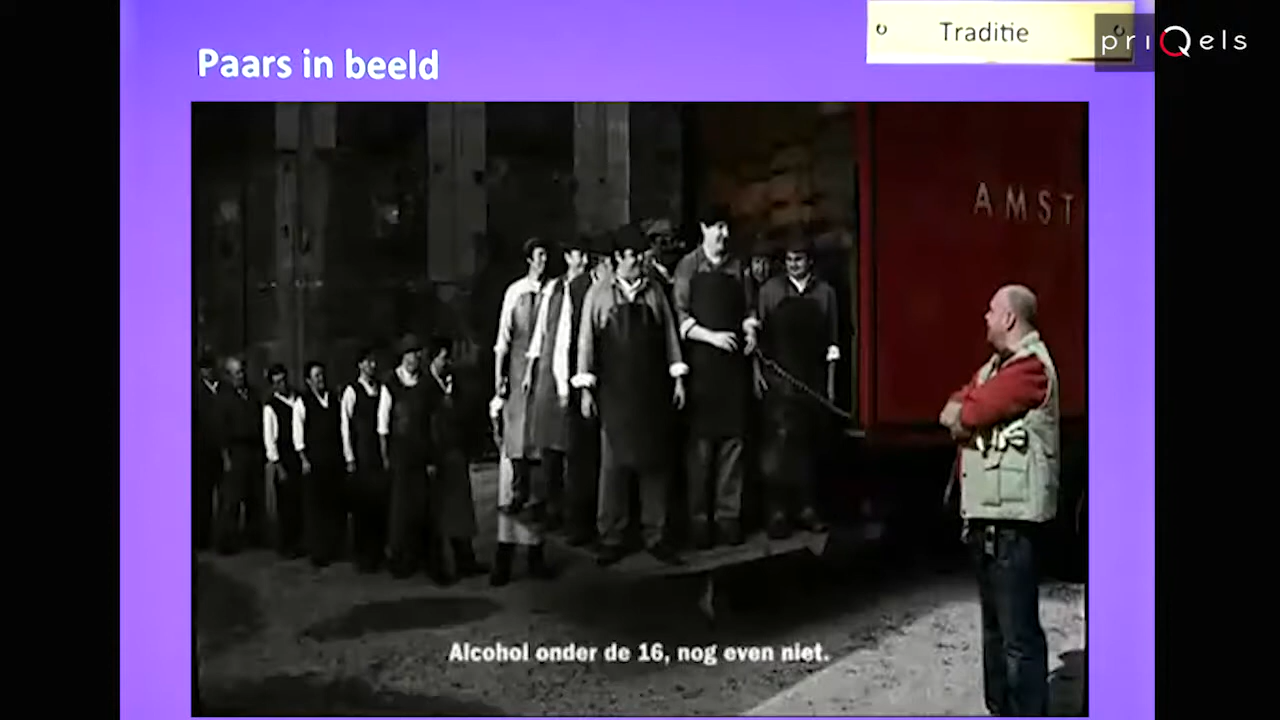 Traditie
priQels
Paars in beeld
AMST
Alcohol onder de 16, nog even niet.